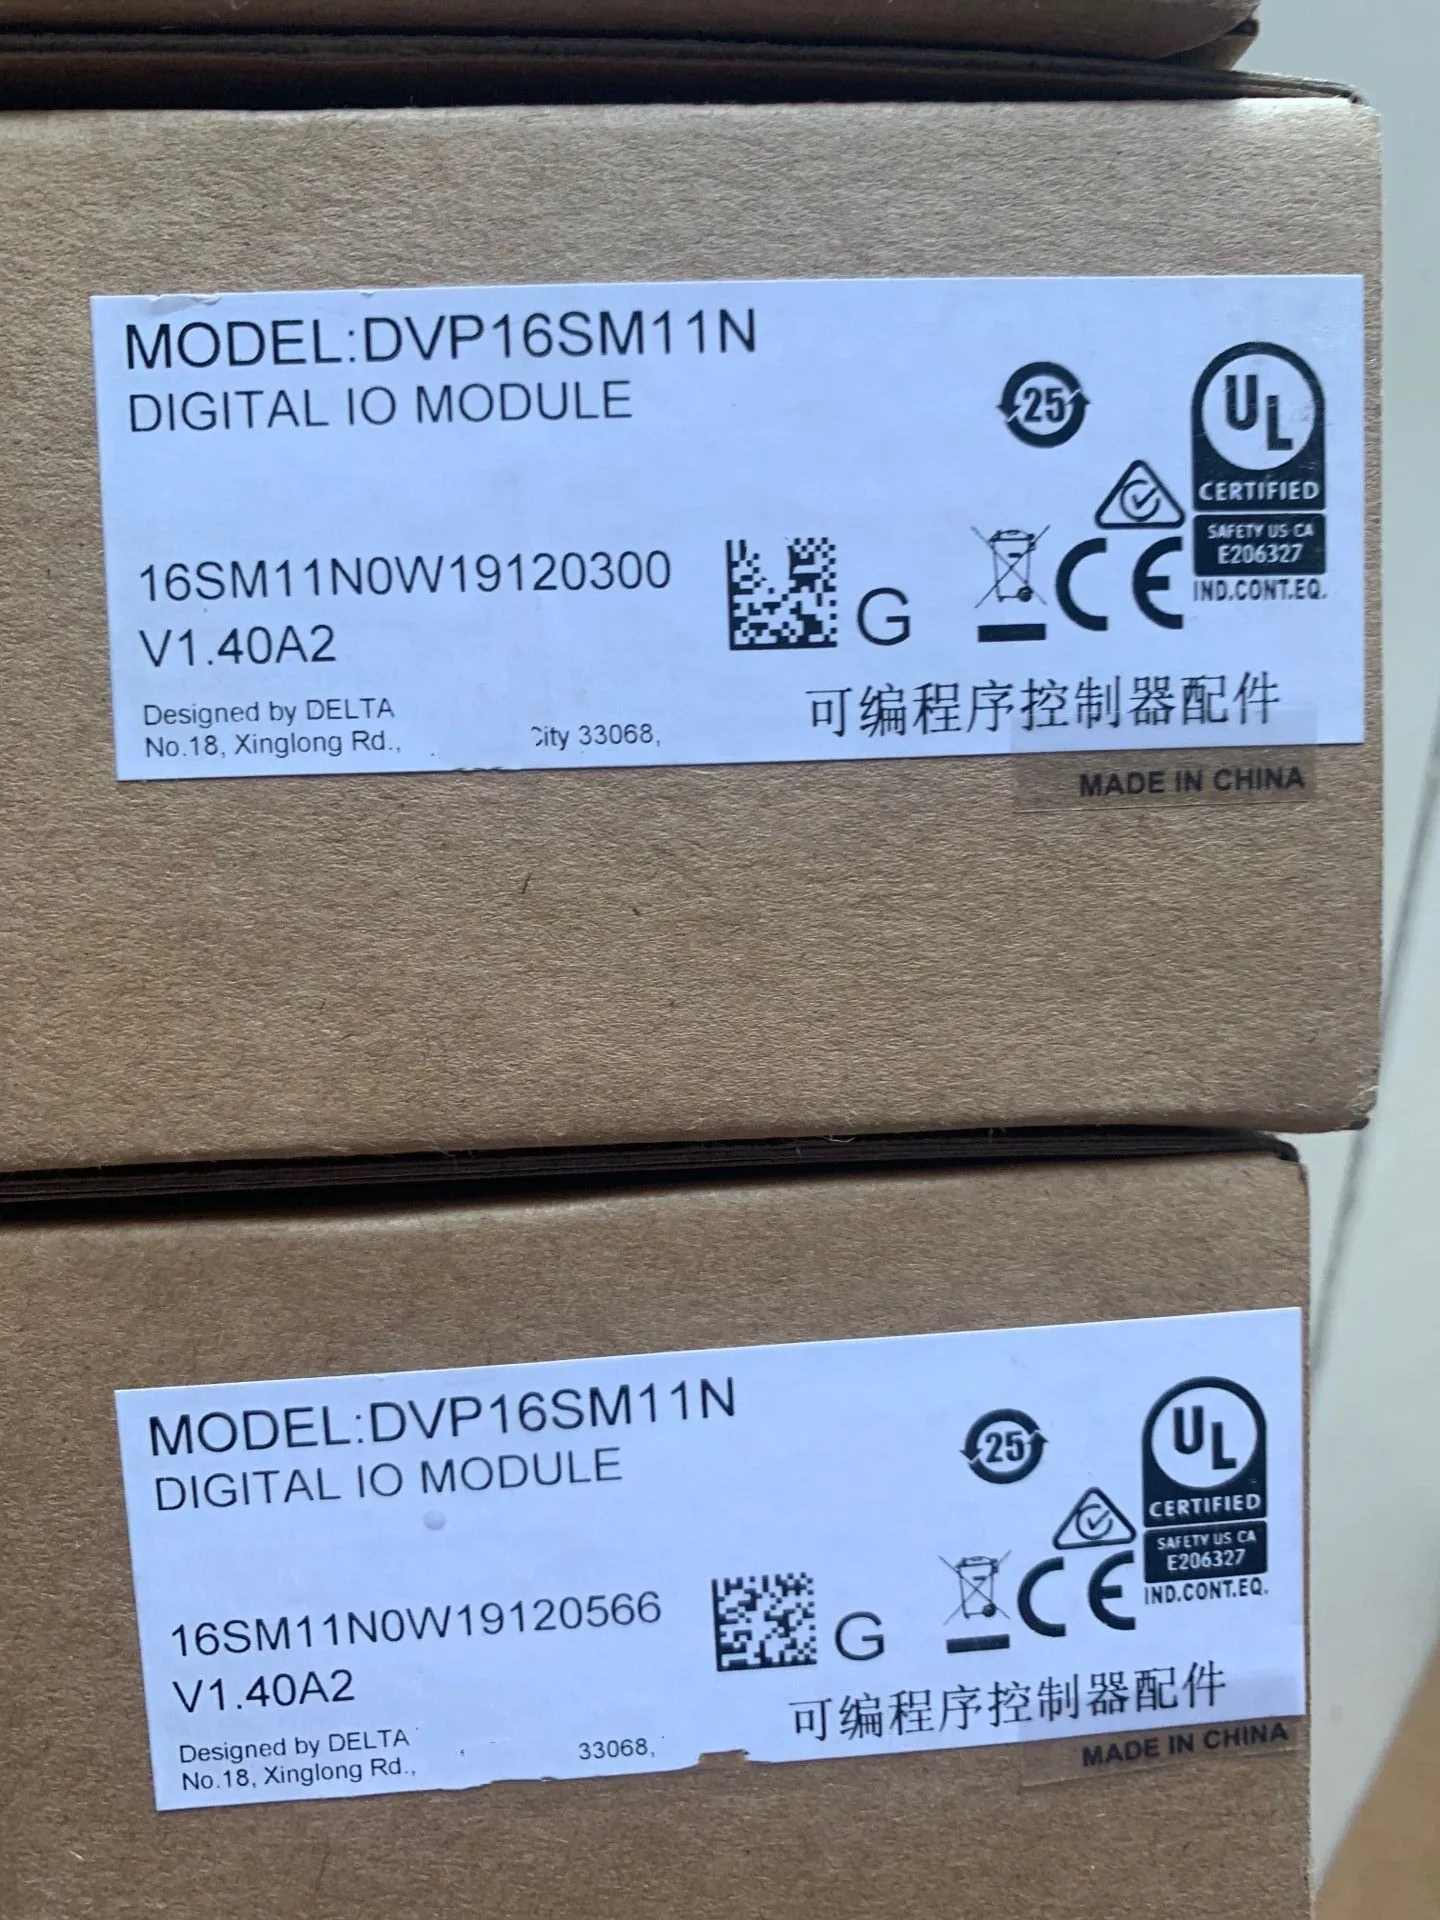 MODEL:DVP16SM11N
DIGITAL IO MODULE
25
UL
CERTIFIED
SAFETY US CA
E206327
IND.CONT.EQ.
CE
16SM11N0W19120300
G
V1.40A2
可编程序控制器配件
Designed by DELTA
No.18, Xinglong Rd., City 33068,
MADE IN CHINA
MODEL:DVP16SM11N
DIGITAL IO MODULE
25
UL
CERTIFIED
SAFETY US CA
E206327
IND.CONT.EQ.
CE
16SM11N0W19120566
G
V1.40A2
可编程序控制器配件
Designed by DELTA
No.18, Xinglong Rd., 33068,
MADE IN CHINA